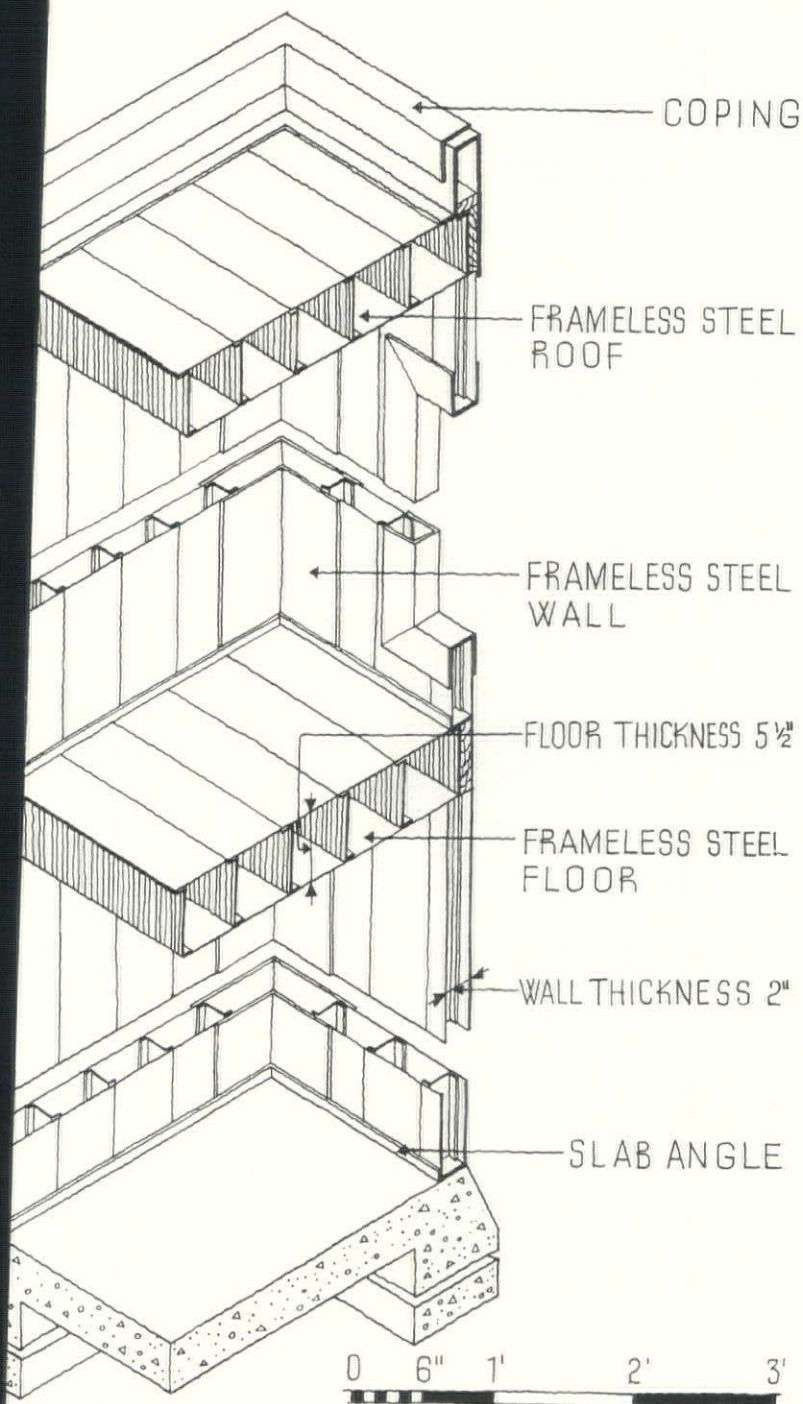 COPING
FRAMELESS STEEL
ROOF
FRAMELESS STEEL
WALL
FLOOR THICKNESS 5½"
FRAMELESS STEEL
FLOOR
WALL THICKNESS 2"
SLAB ANGLE
0 6" 1' 2' 3'